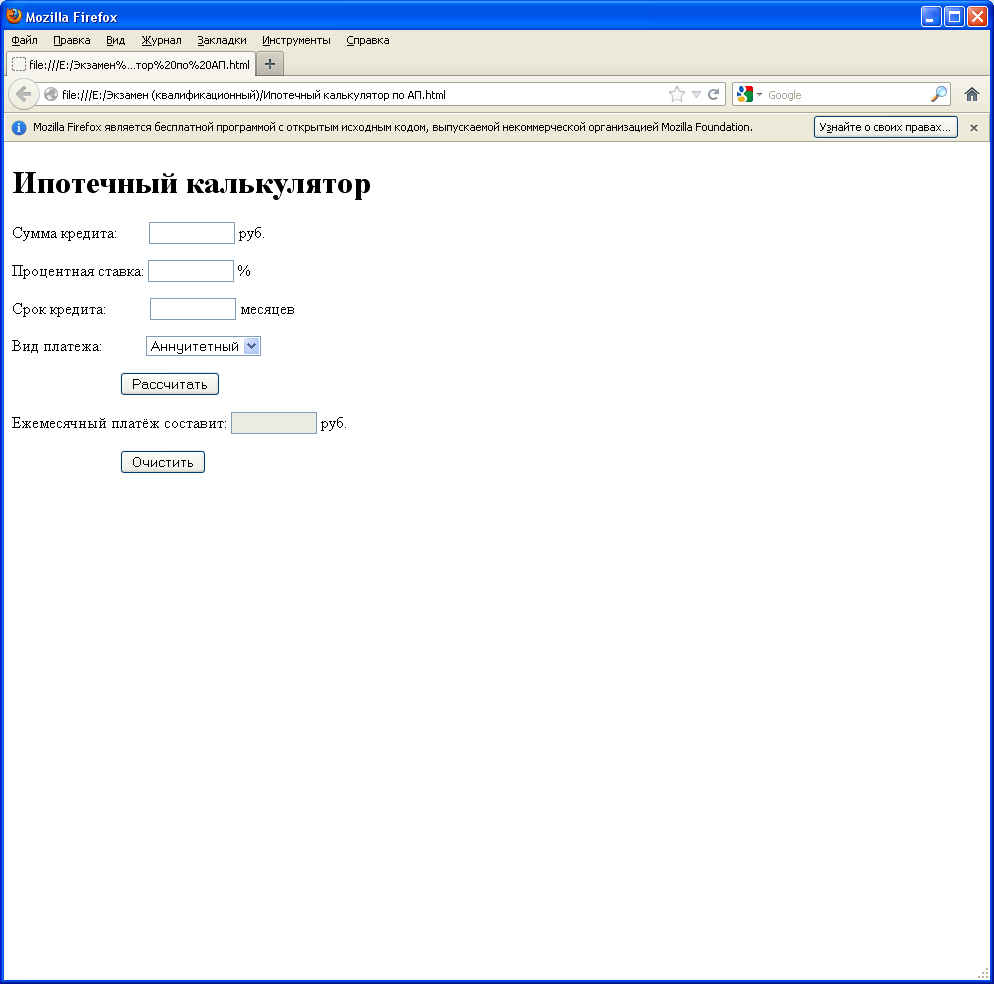 Mozilla Firefox
Файл Правка Вид Журнал Закладки Инструменты Справка
file:///E:/Экзамен%...тор%20по%20АП.html
file:///E:/Экзамен (квалификационный)/Ипотечный калькулятор по АП.html
Google
Mozilla Firefox является бесплатной программой с открытым исходным кодом, выпускаемой некоммерческой организацией Mozilla Foundation.
Узнайте о своих правах...
Ипотечный калькулятор
Сумма кредита: руб.
Процентная ставка: %
Срок кредита: месяцев
Вид платежа: Аннуитетный
Рассчитать
Ежемесячный платёж составит: руб.
Очистить